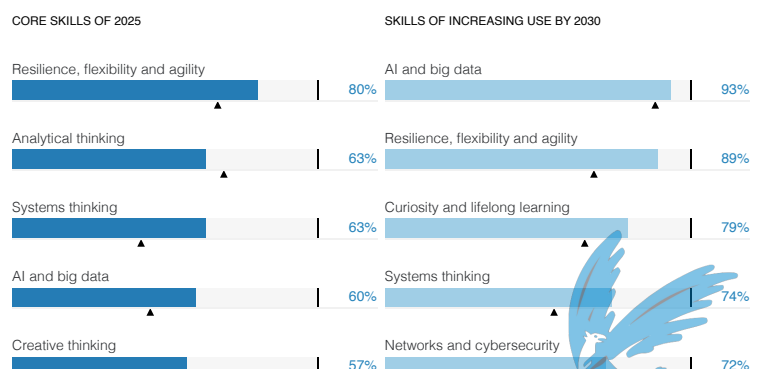 CORE SKILLS OF 2025
Resilience, flexibility and agility
80%
Analytical thinking
63%
Systems thinking
63%
AI and big data
60%
Creative thinking
57%
SKILLS OF INCREASING USE BY 2030
AI and big data
93%
Resilience, flexibility and agility
89%
Curiosity and lifelong learning
79%
Systems thinking
74%
Networks and cybersecurity
72%